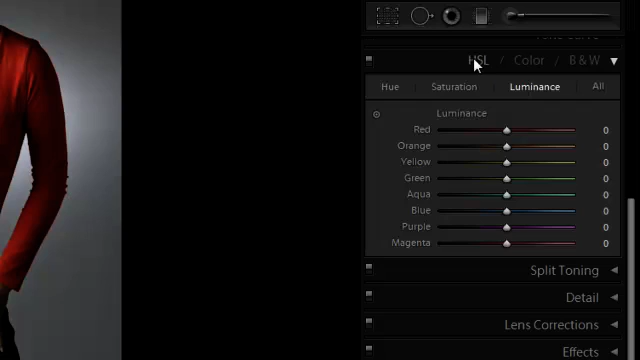 HSL / Color / B & W
Hue Saturation Luminance All
Luminance
Red 0
Orange 0
Yellow 0
Green 0
Aqua 0
Blue 0
Purple 0
Magenta 0
Split Toning
Detail
Lens Corrections
Effects